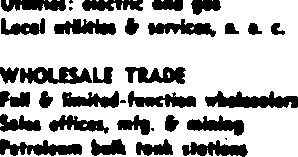 Utilities: electric and gas
Local utilities & services, n. e. c.
WHOLESALE TRADE
Full & limited-function wholesalers
Sales offices, mfg. & mining
Petroleum bulk tank stations